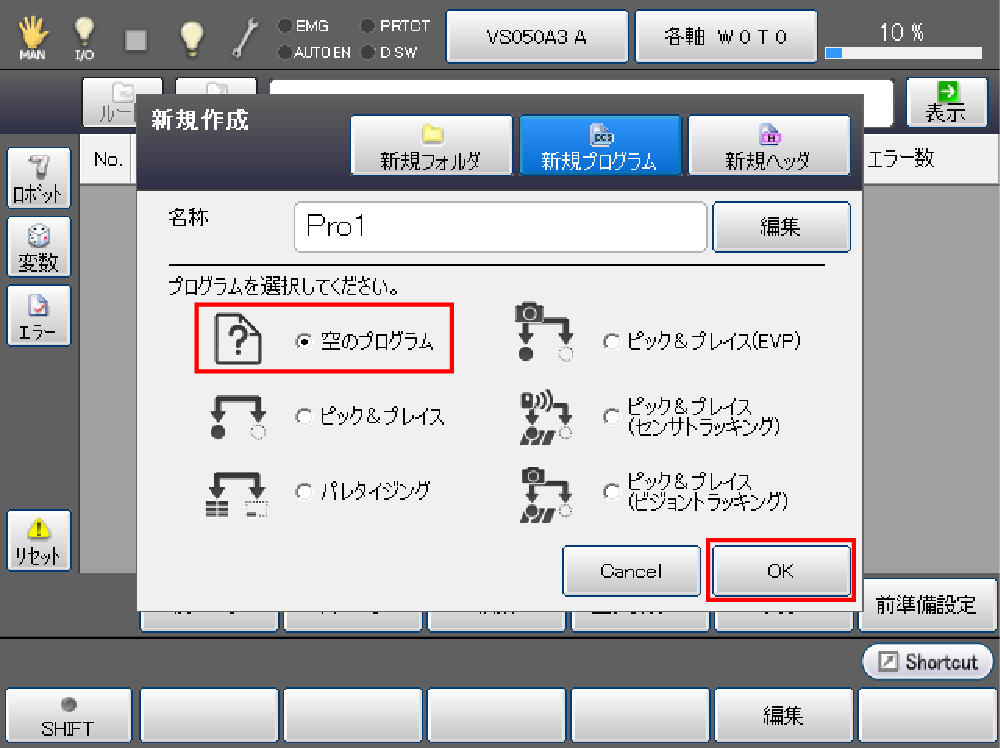 MAN
I/O
EMG
PRTCT
AUTO EN
D SW
VS050A3 A
各軸 W 0 T 0
10 %
ルー
表示
新規作成
新規フォルダ
新規プログラム
新規ヘッダ
No.
エラー数
ロボット
変数
エラー
リセット
名称
Pro1
編集
プログラムを選択してください。
空のプログラム
ピック&プレイス(EVP)
ピック&プレイス
ピック&プレイス
(センサトラッキング)
パレタイジング
ピック&プレイス
(ビジョントラッキング)
Cancel
OK
前準備設定
Shortcut
SHIFT
編集